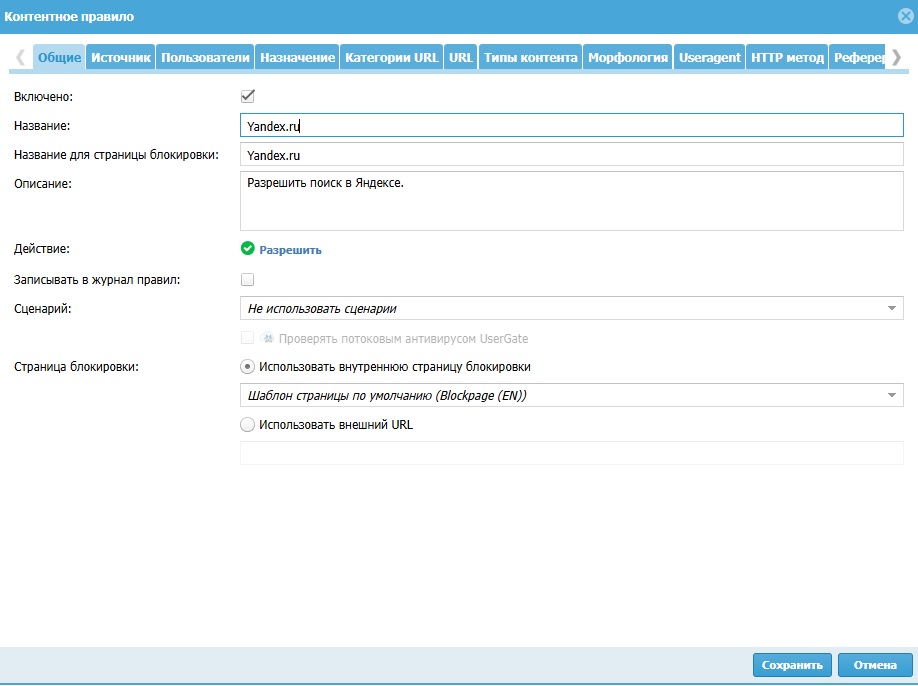 Контентное правило
Общие Источник Пользователи Назначение Категории URL URL Типы контента Морфология Useragent HTTP метод Рефере
Включено:
Название: Yandex.ru
Название для страницы блокировки: Yandex.ru
Описание: Разрешить поиск в Яндексе.
Действие: Разрешить
Записывать в журнал правил:
Сценарий: Не использовать сценарии
Проверять потоковым антивирусом UserGate
Страница блокировки: Использовать внутреннюю страницу блокировки
Шаблон страницы по умолчанию (Blockpage (EN))
Использовать внешний URL
Сохранить Отмена